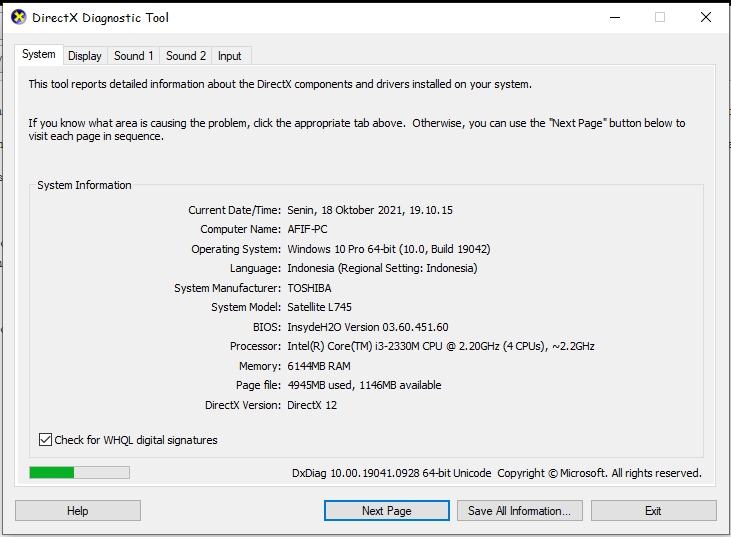 DirectX Diagnostic Tool
System Display Sound 1 Sound 2 Input
This tool reports detailed information about the DirectX components and drivers installed on your system.
If you know what area is causing the problem, click the appropriate tab above. Otherwise, you can use the "Next Page" button below to
visit each page in sequence.
System Information
Current Date/Time: Senin, 18 Oktober 2021, 19.10.15
Computer Name: AFIF-PC
Operating System: Windows 10 Pro 64-bit (10.0, Build 19042)
Language: Indonesia (Regional Setting: Indonesia)
System Manufacturer: TOSHIBA
System Model: Satellite L745
BIOS: InsydeH2O Version 03.60.451.60
Processor: Intel(R) Core(TM) i3-2330M CPU @ 2.20GHz (4 CPUs), ~2.2GHz
Memory: 6144MB RAM
Page file: 4945MB used, 1146MB available
DirectX Version: DirectX 12
Check for WHQL digital signatures
DxDiag 10.00.19041.0928 64-bit Unicode Copyright © Microsoft. All rights reserved.
Help Next Page Save All Information... Exit